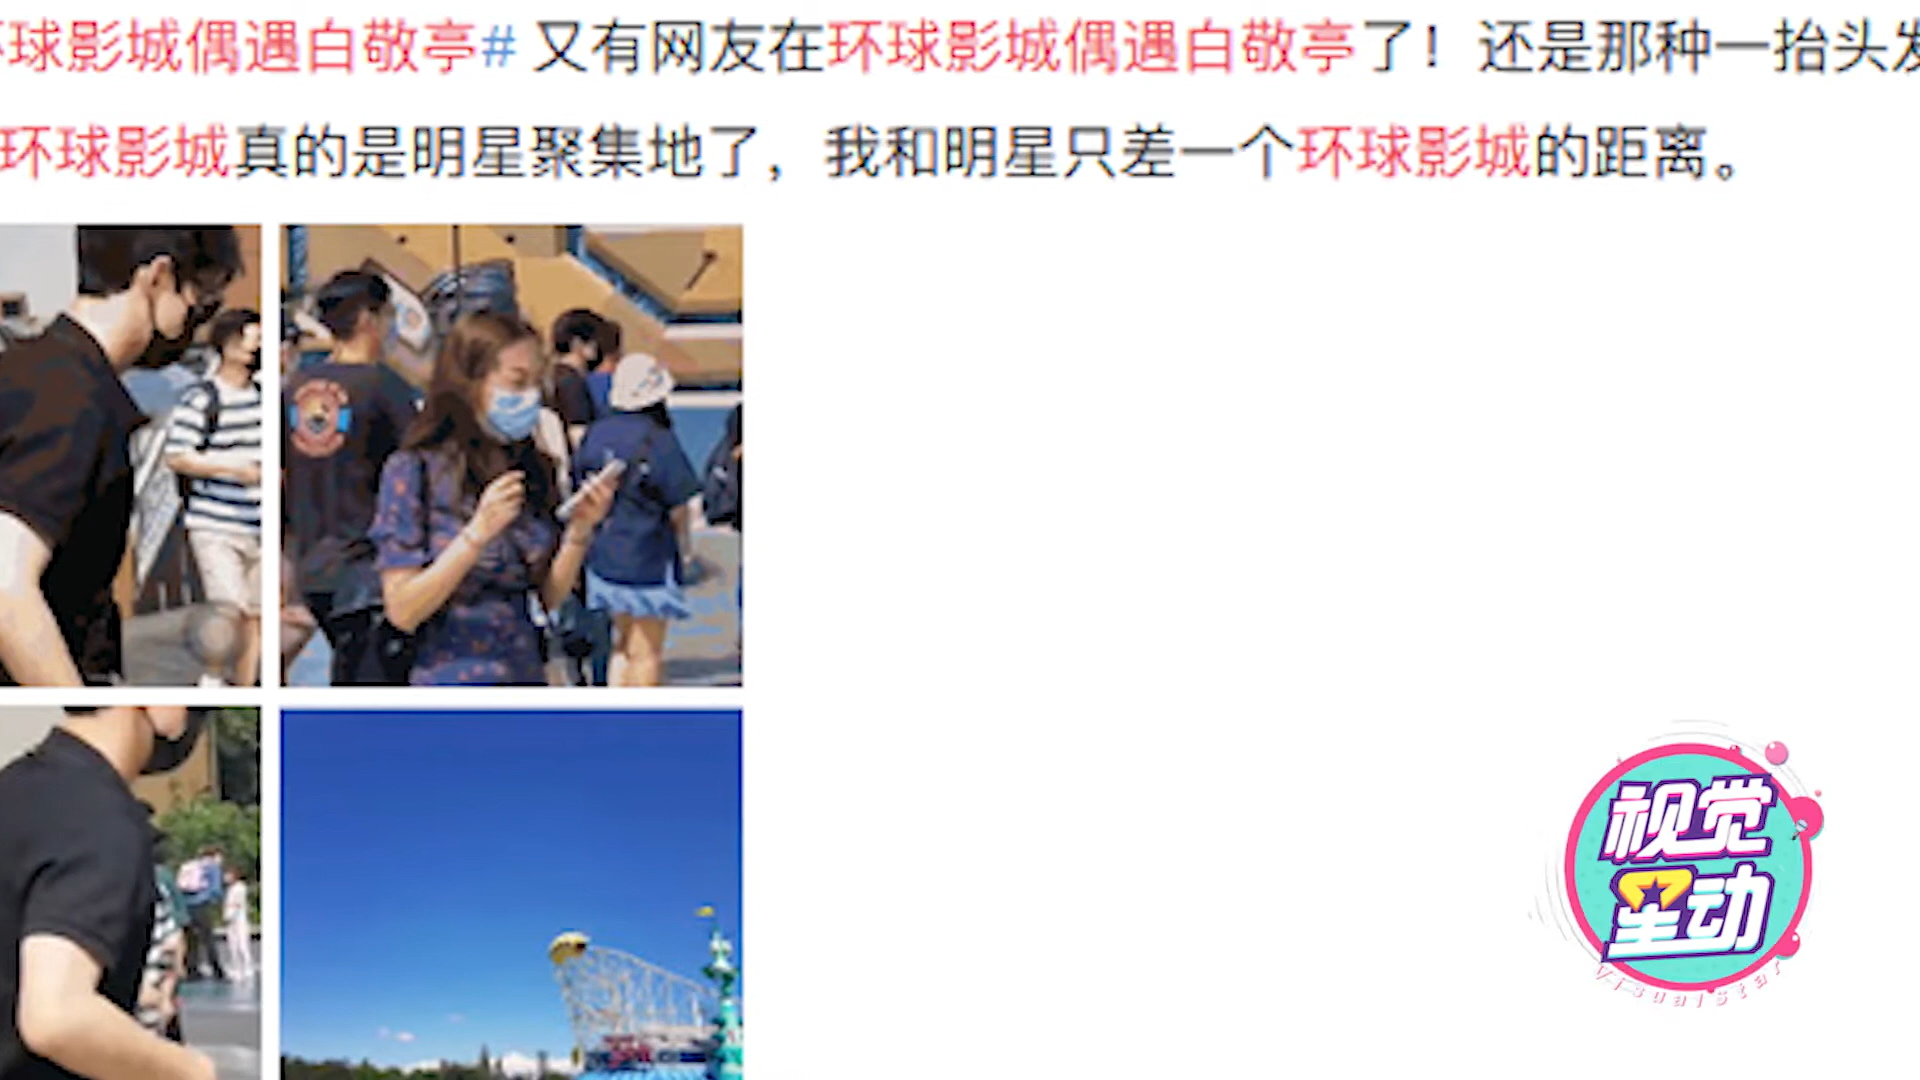 球影城偶遇白敬亭# 又有网友在环球影城偶遇白敬亭了！还是那种一抬头发
环球影城真的是明星聚集地了，我和明星只差一个环球影城的距离。
视觉
星动
Visualstar